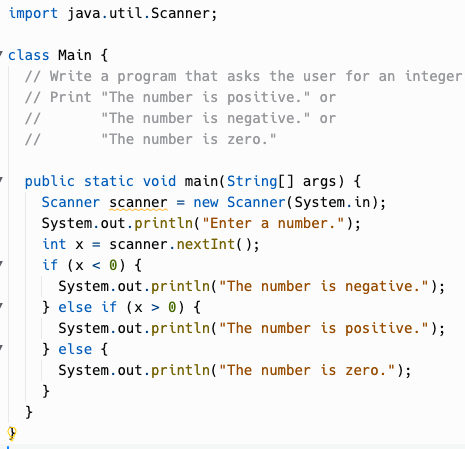 import java.util.Scanner;
class Main {
// Write a program that asks the user for an integer
// Print "The number is positive." or
//       "The number is negative." or
//       "The number is zero."
public static void main(String[] args) {
Scanner scanner = new Scanner(System.in);
System.out.println("Enter a number.");
int x = scanner.nextInt();
if (x < 0) {
System.out.println("The number is negative.");
} else if (x > 0) {
System.out.println("The number is positive.");
} else {
System.out.println("The number is zero.");
}
}
}